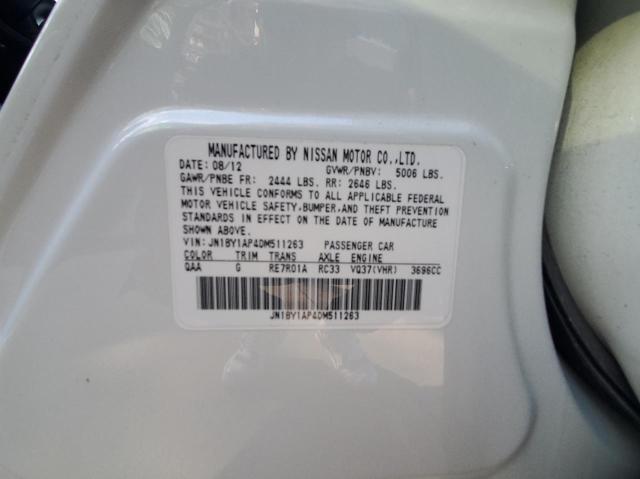 MANUFACTURED BY NISSAN MOTOR CO.,LTD.
DATE: 08/12 GVWR/PNBV: 5006 LBS.
GAWR/PNBE FR: 2444 LBS. RR: 2646 LBS.
THIS VEHICLE CONFORMS TO ALL APPLICABLE FEDERAL
MOTOR VEHICLE SAFETY,BUMPER,AND THEFT PREVENTION
STANDARDS IN EFFECT ON THE DATE OF MANUFACTURE
SHOWN ABOVE.
VIN: JN1BY1AP4DM511263 PASSENGER CAR
COLOR TRIM TRANS AXLE ENGINE
QAA G RE7R01A RC33 VQ37(VHR) 3696CC
JN1BY1AP4DM511263